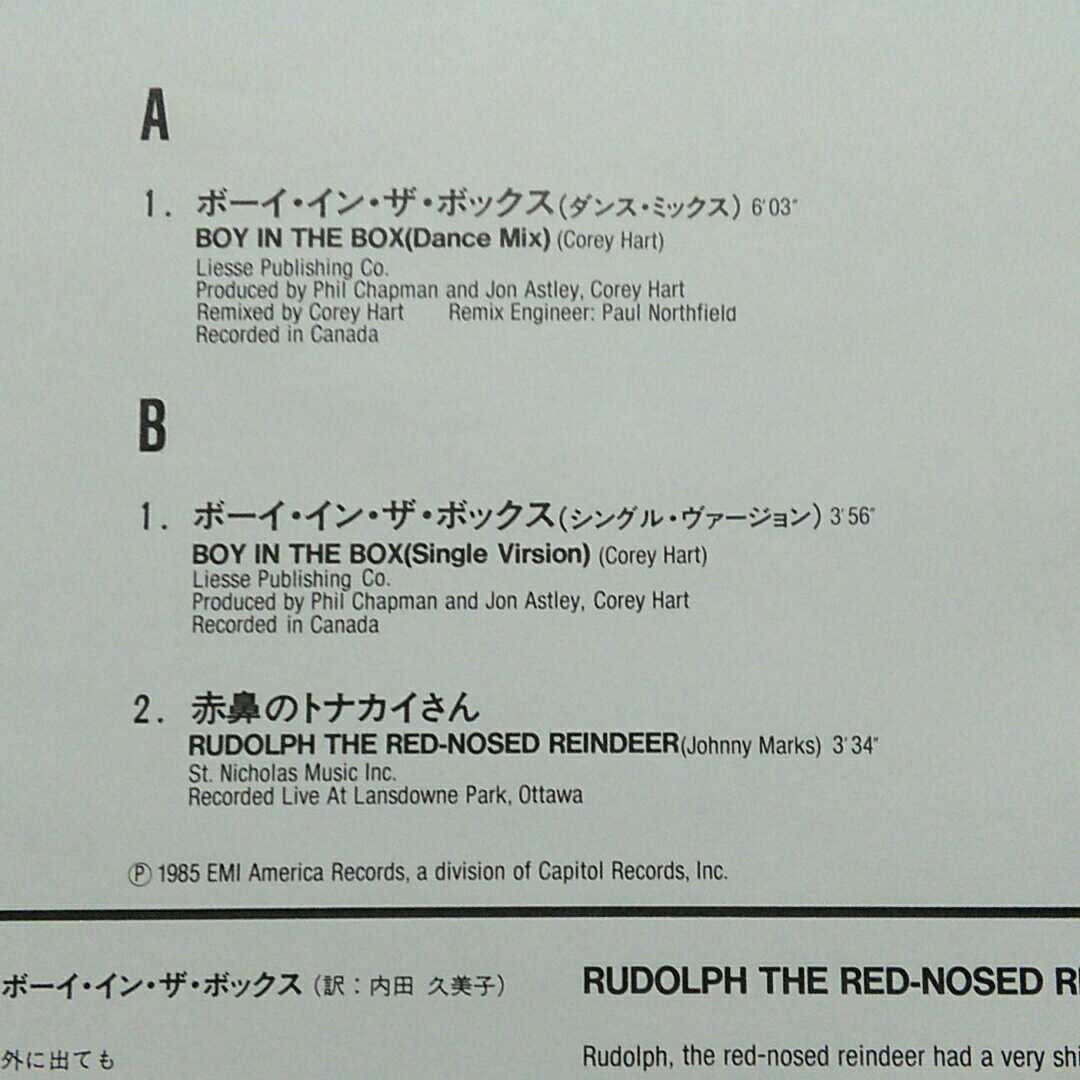 A
1. ボーイ・イン・ザ・ボックス(ダンス・ミックス) 6'03"
BOY IN THE BOX(Dance Mix) (Corey Hart)
Liesse Publishing Co.
Produced by Phil Chapman and Jon Astley, Corey Hart
Remixed by Corey Hart Remix Engineer: Paul Northfield
Recorded in Canada
B
1. ボーイ・イン・ザ・ボックス(シングル・ヴァージョン) 3'56"
BOY IN THE BOX(Single Virsion) (Corey Hart)
Liesse Publishing Co.
Produced by Phil Chapman and Jon Astley, Corey Hart
Recorded in Canada
2. 赤鼻のトナカイさん
RUDOLPH THE RED-NOSED REINDEER(Johnny Marks) 3'34"
St. Nicholas Music Inc.
Recorded Live At Lansdowne Park, Ottawa
Ⓟ 1985 EMI America Records, a division of Capitol Records, Inc.
ボーイ・イン・ザ・ボックス (訳:内田 久美子)
外に出ても
RUDOLPH THE RED-NOSED
Rudolph, the red-nosed reindeer had a very